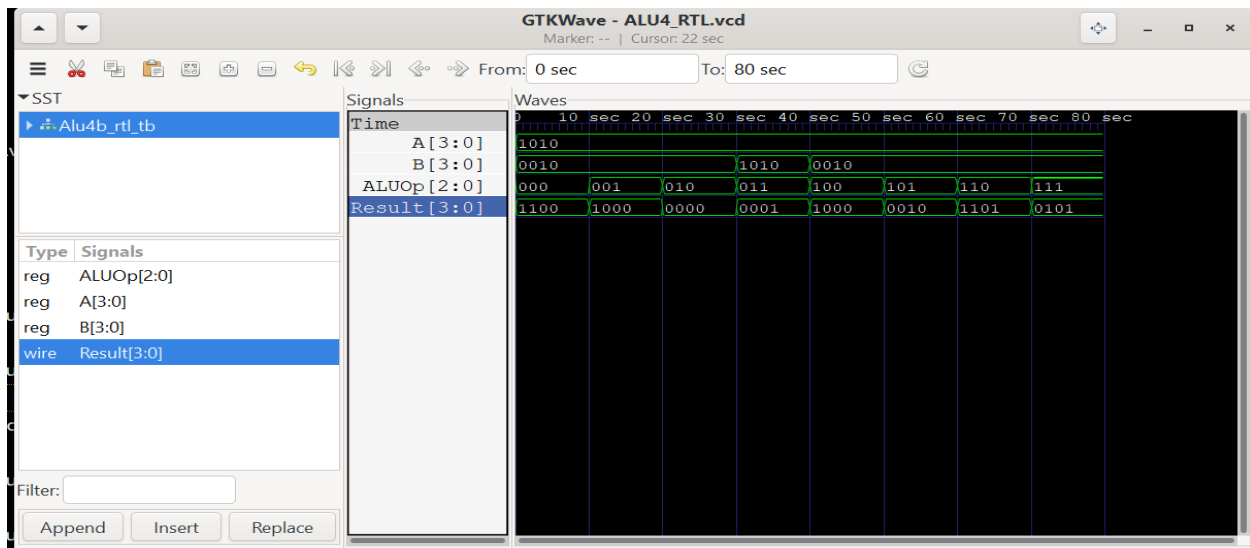 GTKWave - ALU4_RTL.vcd
Marker: -- | Cursor: 22 sec
From: 0 sec To: 80 sec
SST
Alu4b_rtl_tb
Type Signals
reg ALUOp[2:0]
reg A[3:0]
reg B[3:0]
wire Result[3:0]
Filter:
Append Insert Replace
Signals
Time
A[3:0]
B[3:0]
ALUOp[2:0]
Result[3:0]
Waves
10 sec 20 sec 30 sec 40 sec 50 sec 60 sec 70 sec 80 sec
1010
0010 1010 0010
000 001 010 011 100 101 110 111
1100 1000 0000 0001 1000 0010 1101 0101